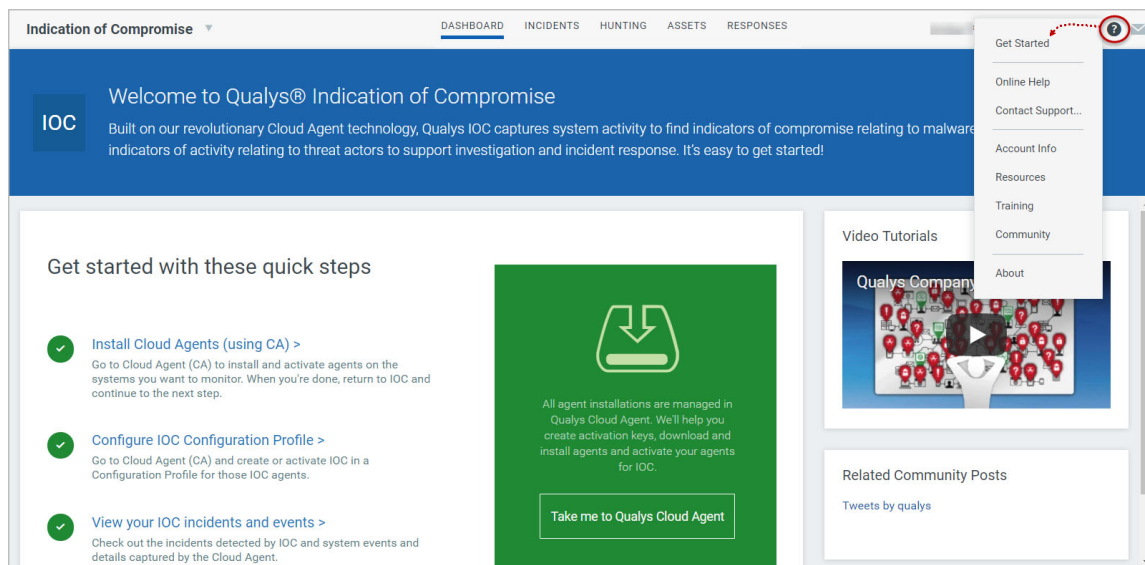 Indication of Compromise
DASHBOARD INCIDENTS HUNTING ASSETS RESPONSES
?
Get Started
Online Help
Contact Support...
Account Info
Resources
Training
Community
About
IOC
Welcome to Qualys® Indication of Compromise
Built on our revolutionary Cloud Agent technology, Qualys IOC captures system activity to find indicators of compromise relating to malware
indicators of activity relating to threat actors to support investigation and incident response. It's easy to get started!
Get started with these quick steps
Install Cloud Agents (using CA) >
Go to Cloud Agent (CA) to install and activate agents on the
systems you want to monitor. When you're done, return to IOC and
continue to the next step.
Configure IOC Configuration Profile >
Go to Cloud Agent (CA) and create or activate IOC in a
Configuration Profile for those IOC agents.
View your IOC incidents and events >
Check out the incidents detected by IOC and system events and
details captured by the Cloud Agent.
All agent installations are managed in
Qualys Cloud Agent. We'll help you
create activation keys, download and
install agents and activate your agents
for IOC.
Take me to Qualys Cloud Agent
Video Tutorials
Qualys Company
Related Community Posts
Tweets by qualys